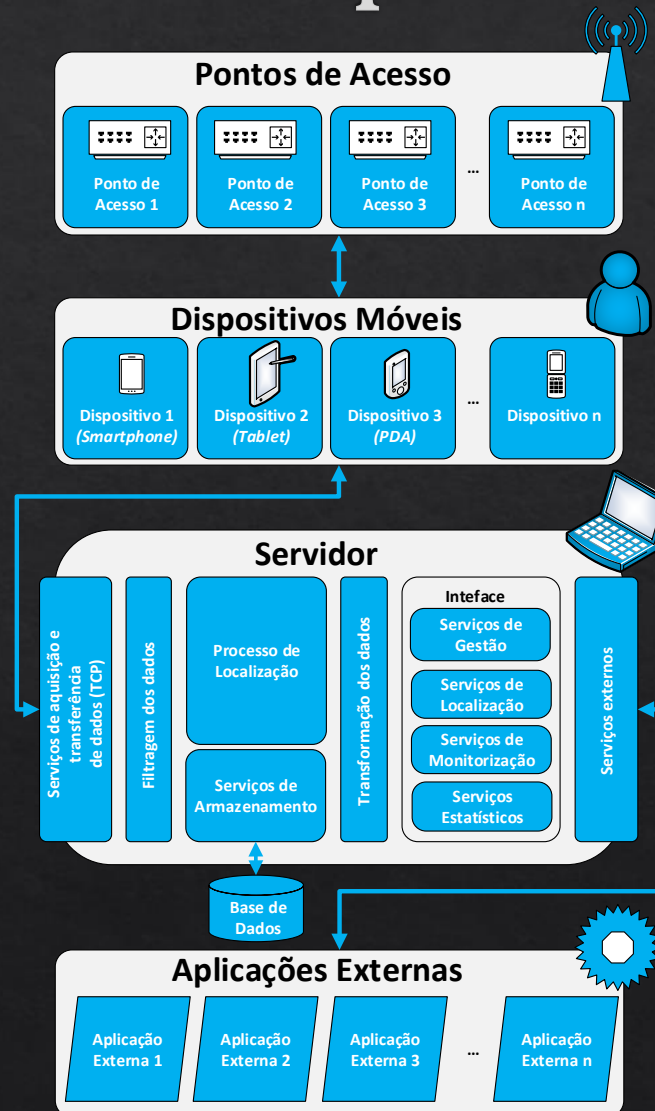 Pontos de Acesso
Ponto de
Acesso 1
Ponto de
Acesso 2
Ponto de
Acesso 3
...
Ponto de
Acesso n
Dispositivos Móveis
Dispositivo 1
(Smartphone)
Dispositivo 2
(Tablet)
Dispositivo 3
(PDA)
...
Dispositivo n
Servidor
Serviços de aquisição e
transferência
de dados (TCP)
Filtragem dos dados
Processo de
Localização
Serviços de
Armazenamento
Transformação dos dados
Inteface
Serviços de
Gestão
Serviços de
Localização
Serviços de
Monitorização
Serviços
Estatísticos
Serviços externos
Base de
Dados
Aplicações Externas
Aplicação
Externa 1
Aplicação
Externa 2
Aplicação
Externa 3
...
Aplicação
Externa n